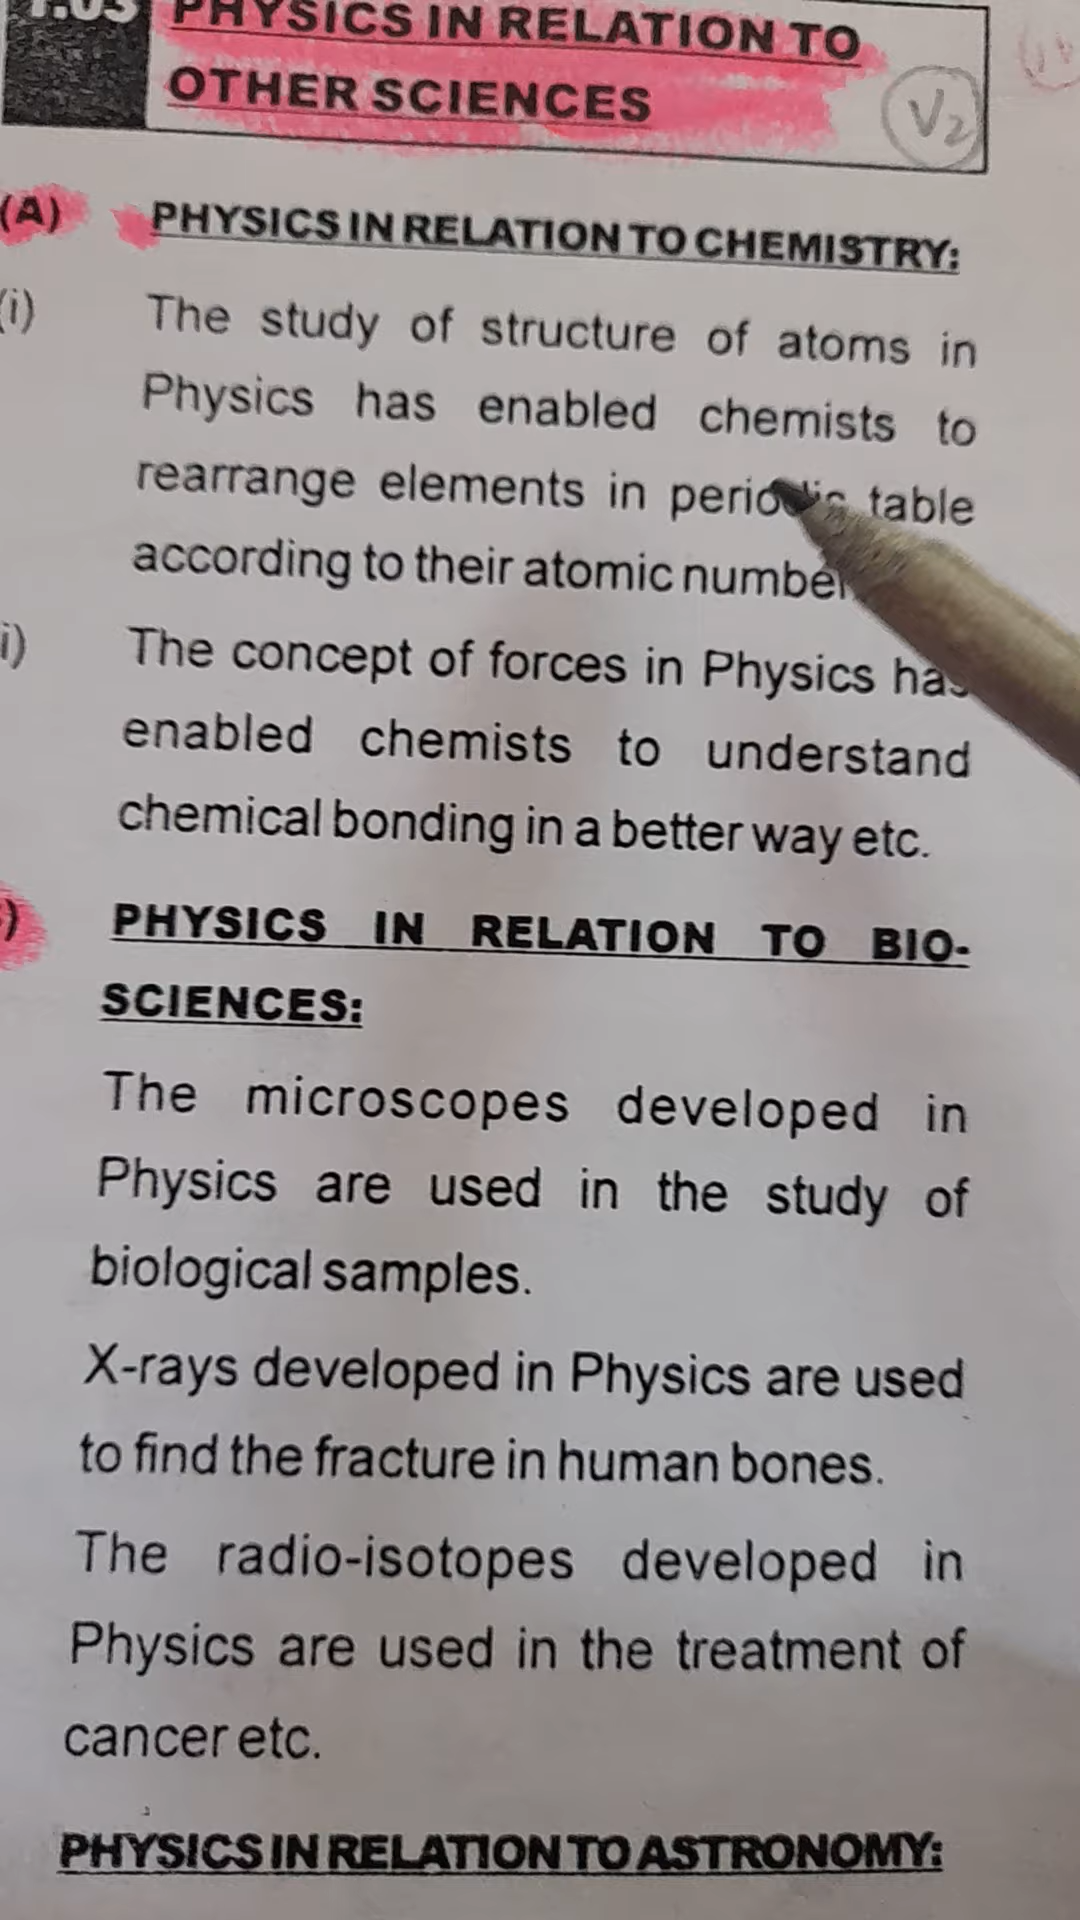 1.03 PHYSICS IN RELATION TO
OTHER SCIENCES
V2
(A) PHYSICS IN RELATION TO CHEMISTRY:
(i) The study of structure of atoms in
Physics has enabled chemists to
rearrange elements in periodic table
according to their atomic number
i) The concept of forces in Physics has
enabled chemists to understand
chemical bonding in a better way etc.
) PHYSICS IN RELATION TO BIO-
SCIENCES:
The microscopes developed in
Physics are used in the study of
biological samples.
X-rays developed in Physics are used
to find the fracture in human bones.
The radio-isotopes developed in
Physics are used in the treatment of
cancer etc.
PHYSICS IN RELATION TO ASTRONOMY: